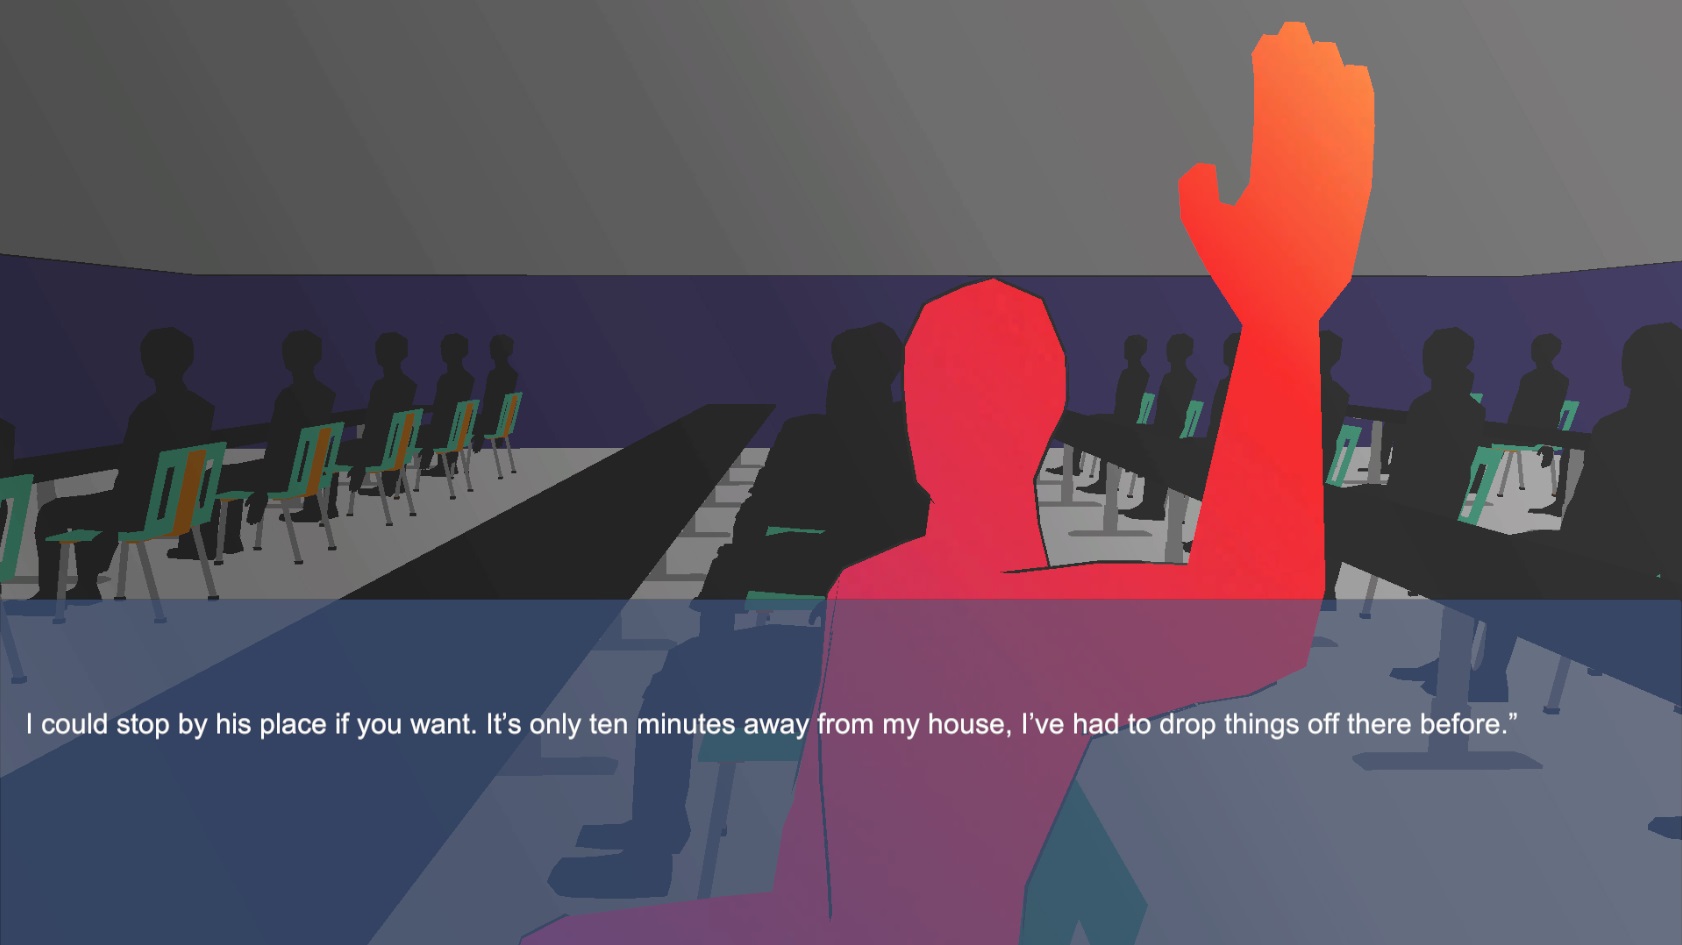 I could stop by his place if you want. It’s only ten minutes away from my house, I’ve had to drop things off there before.”